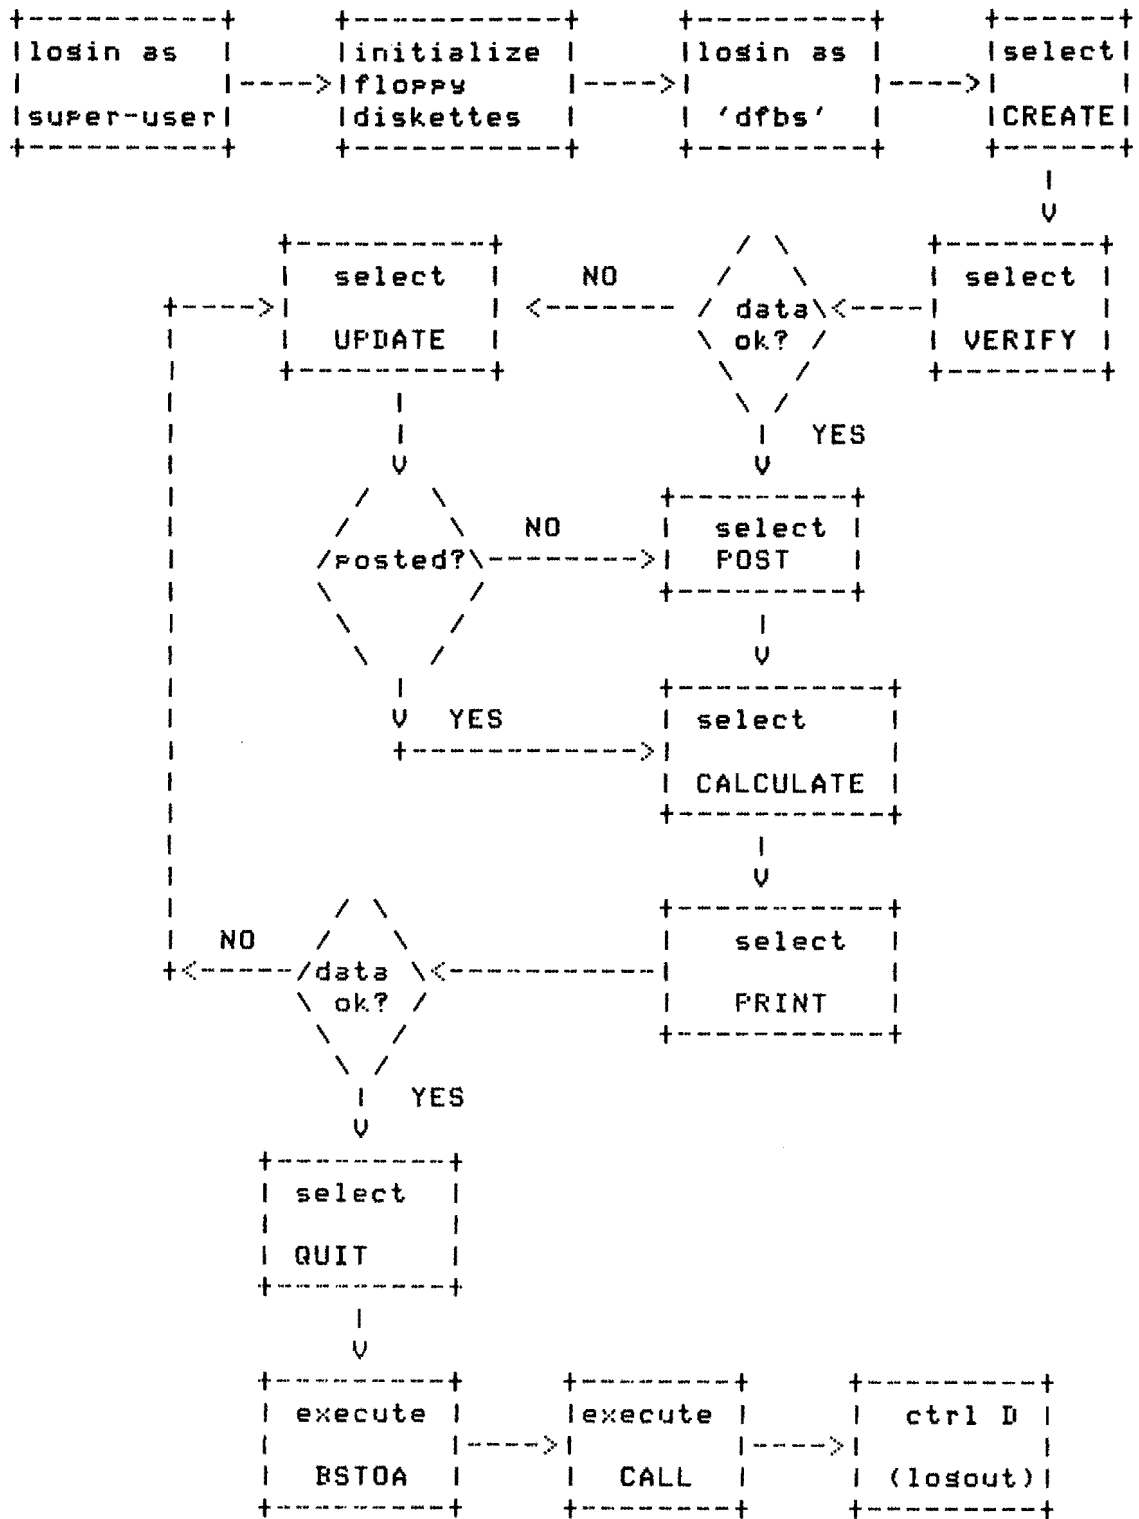 login as
super-user
initialize
floppy
diskettes
login as
'dfbs'
select
CREATE
select
UPDATE
NO
data
ok?
select
VERIFY
YES
posted?
NO
select
POST
YES
select
CALCULATE
NO
data
ok?
select
PRINT
YES
select
QUIT
execute
BSTOA
execute
CALL
ctrl D
(logout)